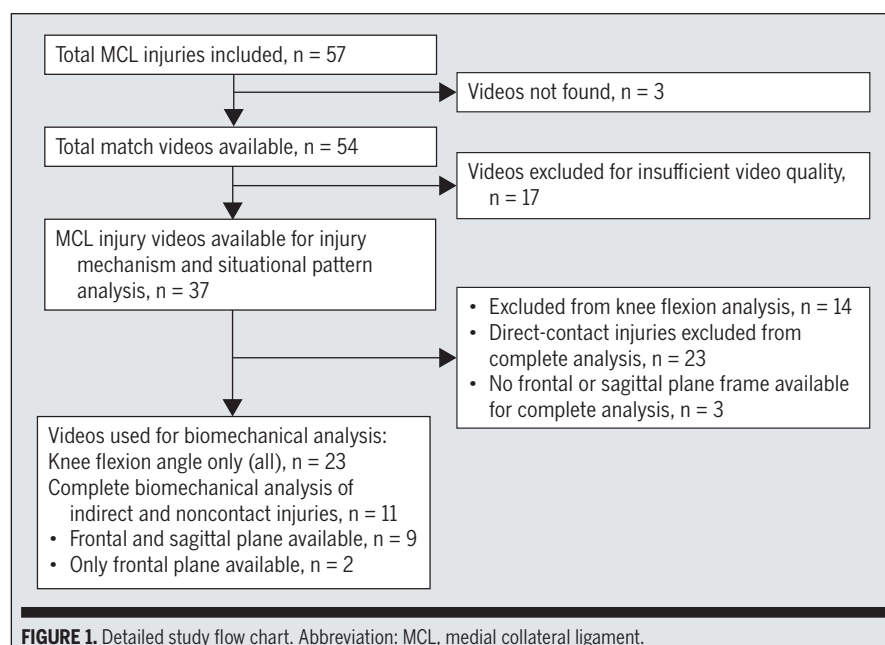 Total MCL injuries included, n = 57
Videos not found, n = 3
Total match videos available, n = 54
Videos excluded for insufficient video quality,
n = 17
MCL injury videos available for injury
mechanism and situational pattern
analysis, n = 37
• Excluded from knee flexion analysis, n = 14
• Direct-contact injuries excluded from
complete analysis, n = 23
• No frontal or sagittal plane frame available
for complete analysis, n = 3
Videos used for biomechanical analysis:
Knee flexion angle only (all), n = 23
Complete biomechanical analysis of
indirect and noncontact injuries, n = 11
• Frontal and sagittal plane available, n = 9
• Only frontal plane available, n = 2
FIGURE 1. Detailed study flow chart. Abbreviation: MCL, medial collateral ligament.